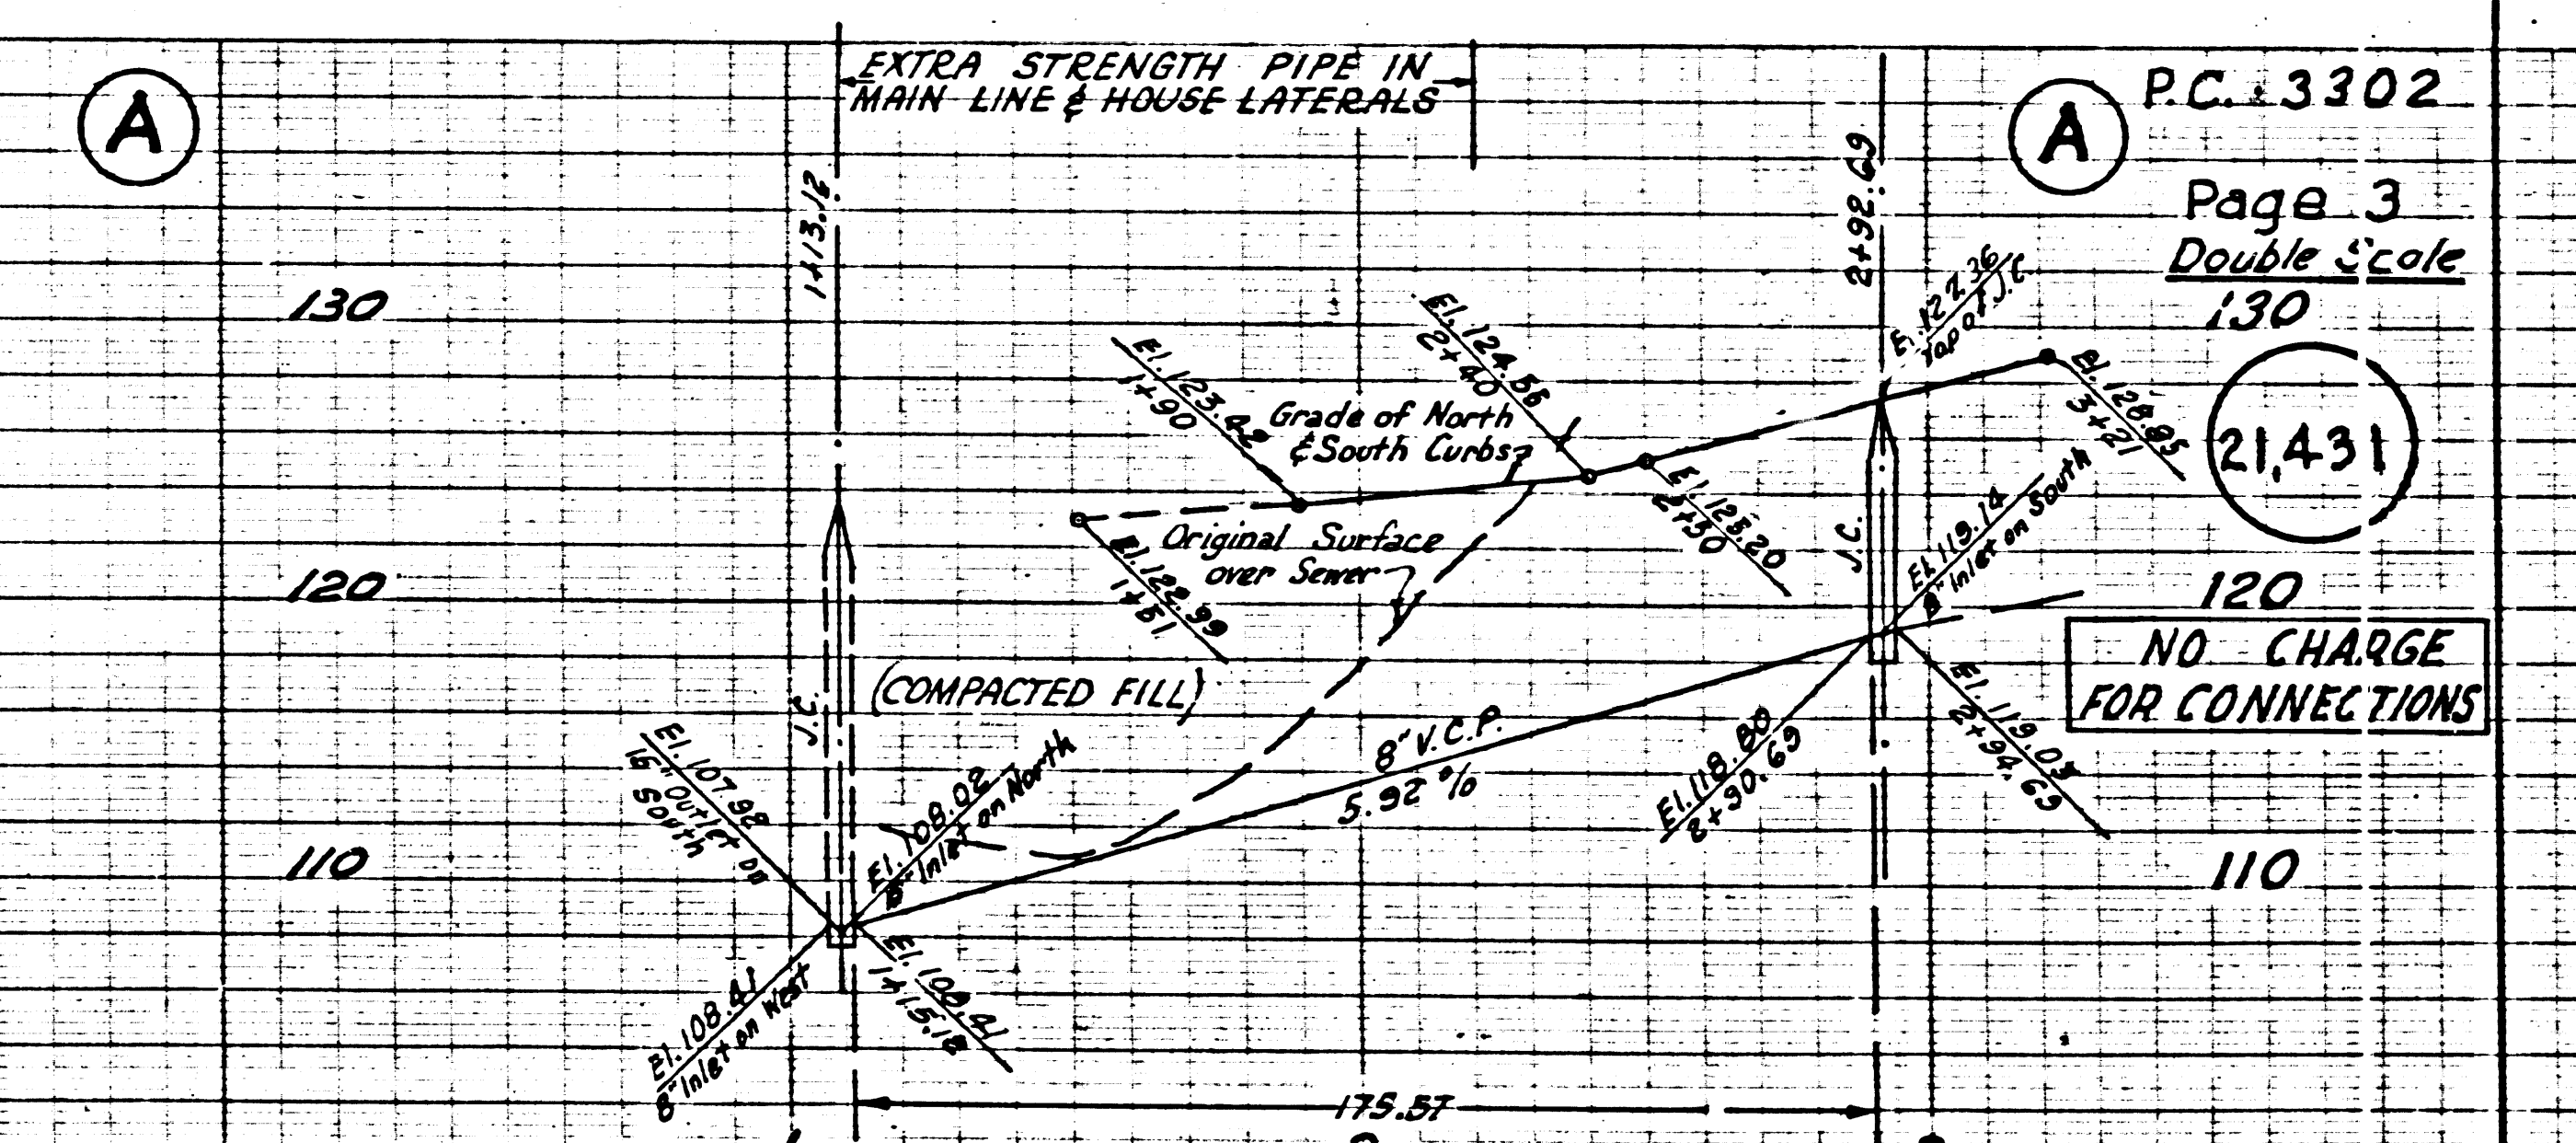 EXTRA STRENGTH PIPE IN
MAIN LINE & HOUSE LATERALS
A
A
P.C. 3302
Page 3
Double Scale
1+13.18
2+92.69
130
130
El. 122.36
Top of J.C.
El. 123.42
1+90
El. 124.56
2+40
El. 128.85
3+21
21,431
Grade of North
& South Curbs
El. 125.20
2+50
Original Surface
over Sewer
El. 122.99
1+51
J.C.
El. 119.14
8" Inlet on South
120
120
NO CHARGE
FOR CONNECTIONS
(COMPACTED FILL)
J.C.
El. 107.92
16" Outlet on
South
El. 108.02
8" Inlet on North
8" V.C.P.
5.92 %
El. 118.80
2+90.69
El. 119.03
2+94.69
110
110
El. 108.41
8" Inlet on West
El. 108.41
1+15.18
175.57